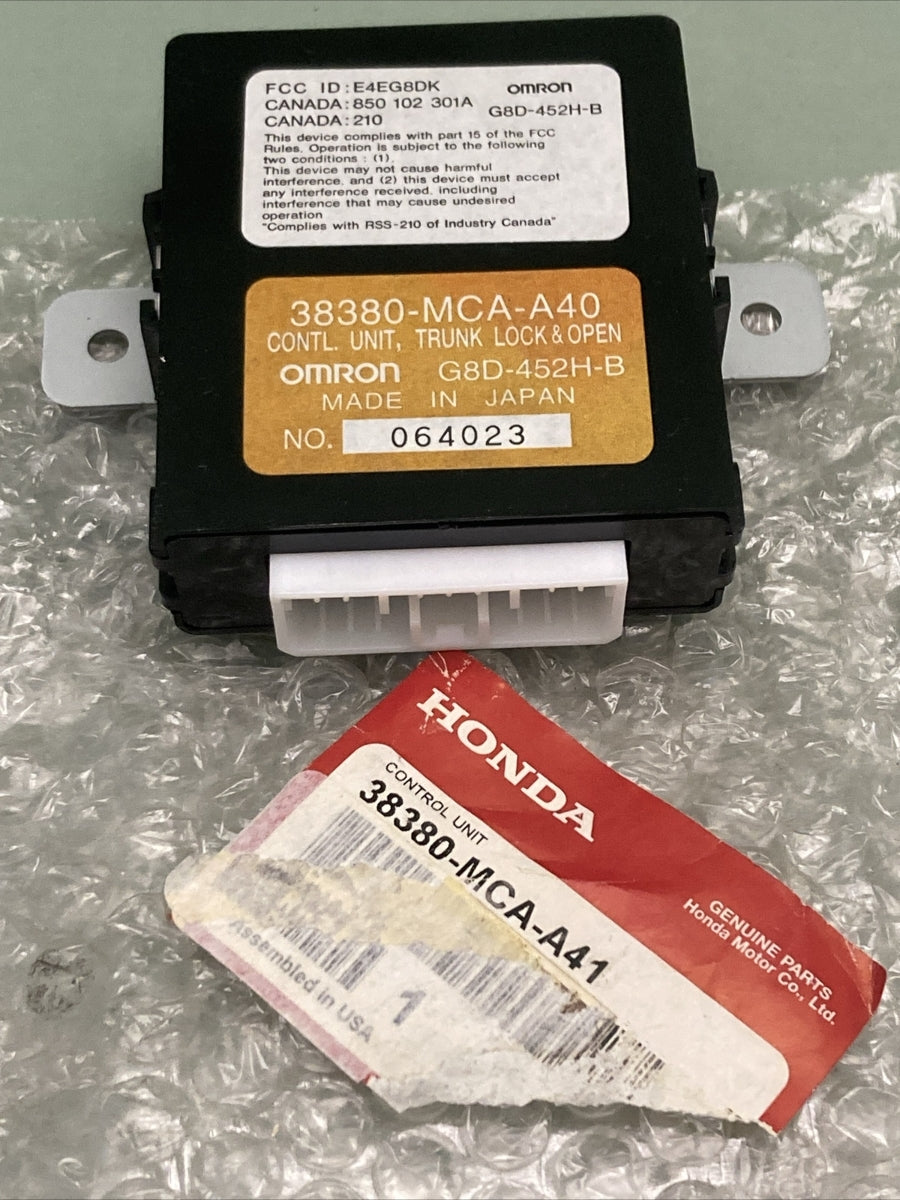 FCC ID : E4EG8DK
CANADA : 850 102 301A
CANADA : 210
OMRON
G8D-452H-B
This device complies with part 15 of the FCC
Rules. Operation is subject to the following
two conditions : (1).
This device may not cause harmful
interference, and (2) this device must accept
any interference received, including
interference that may cause undesired
operation
"Complies with RSS-210 of Industry Canada"
38380-MCA-A40
CONTL. UNIT, TRUNK LOCK & OPEN
OMRON G8D-452H-B
MADE IN JAPAN
NO. 064023
HONDA
CONTROL UNIT
38380-MCA-A41
1
Assembled in USA
GENUINE PARTS
Honda Motor Co., Ltd.